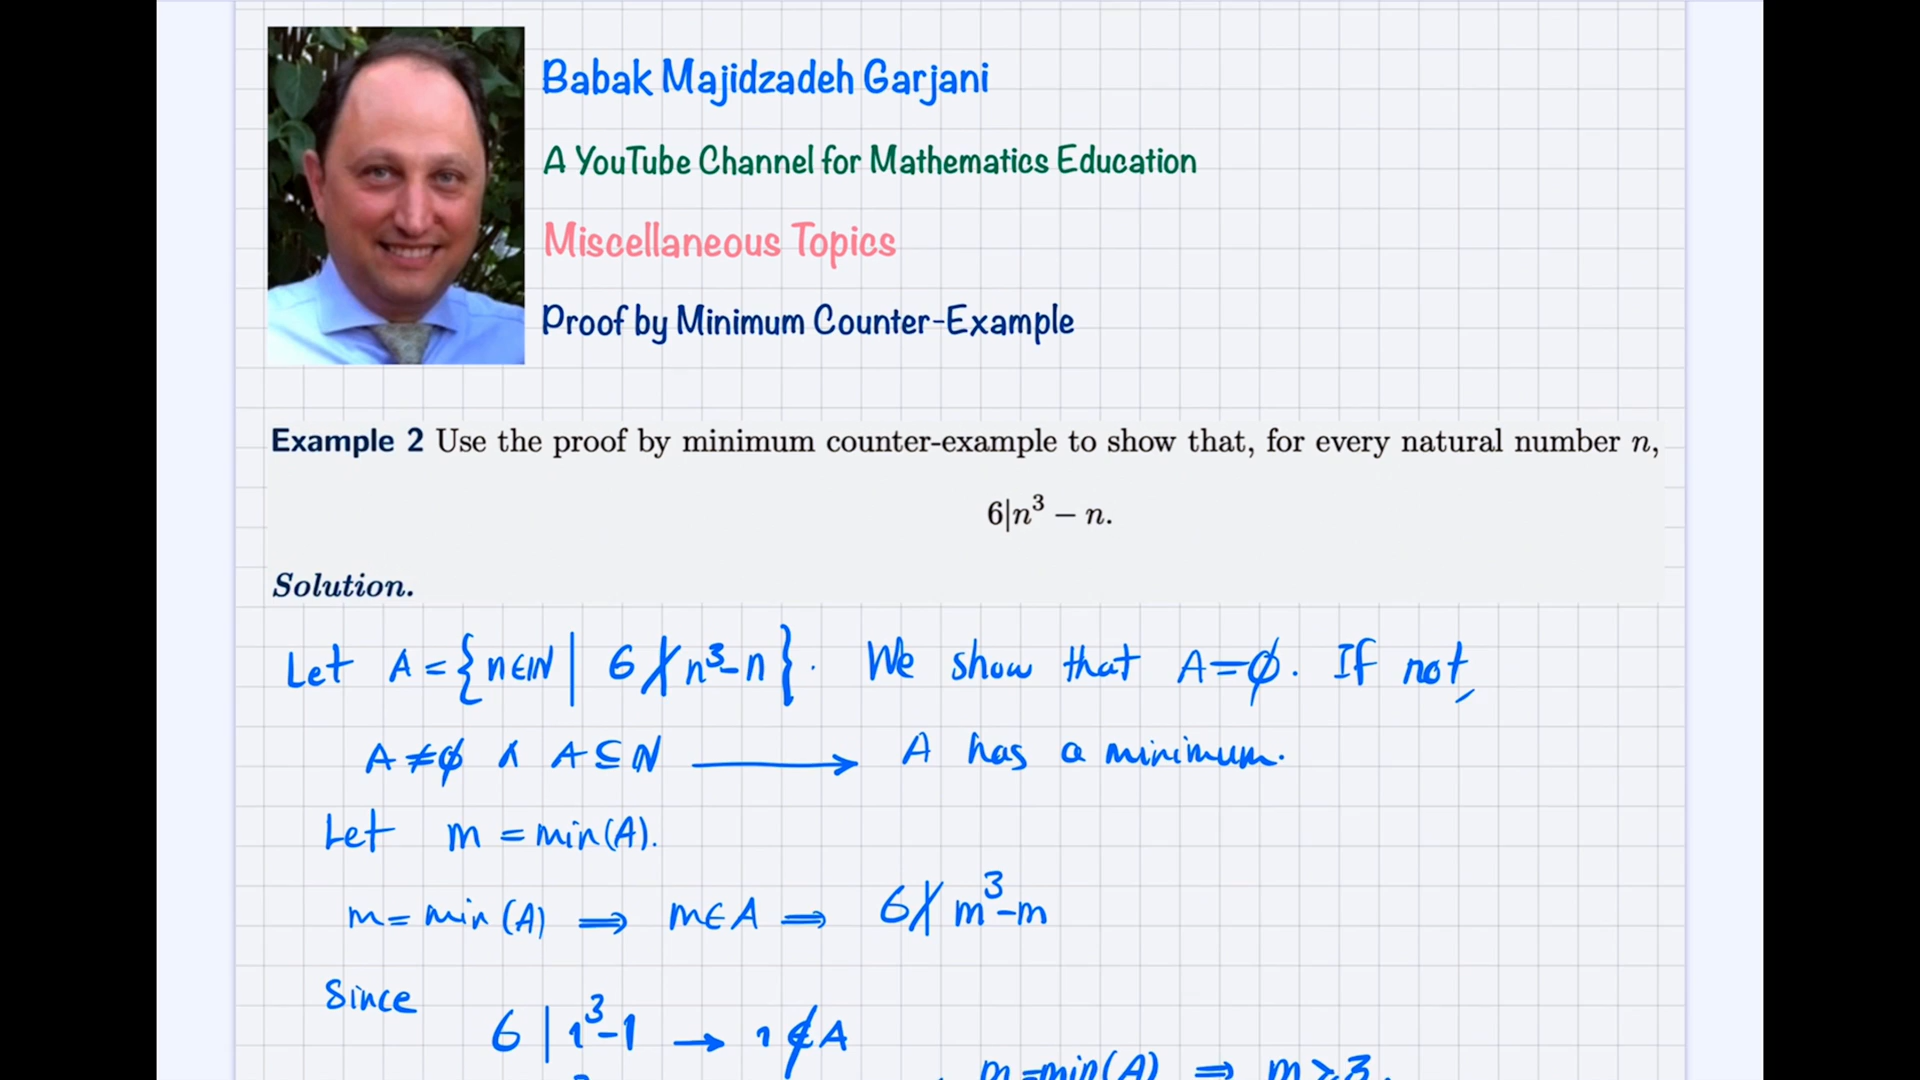 Babak Majidzadeh Garjani
A YouTube Channel for Mathematics Education
Miscellaneous Topics
Proof by Minimum Counter-Example
Example 2 Use the proof by minimum counter-example to show that, for every natural number n,
6|n³ − n.
Solution.
Let A = {n∈ℕ | 6∤n³-n}. We show that A=∅. If not,
A≠∅ ∧ A⊆ℕ ⟶ A has a minimum.
Let m = min(A).
m = min(A) ⟹ m∈A ⟹ 6∤m³-m
Since
6 | 1³-1 → 1∉A
m=min(A) ⟹ m≥3.